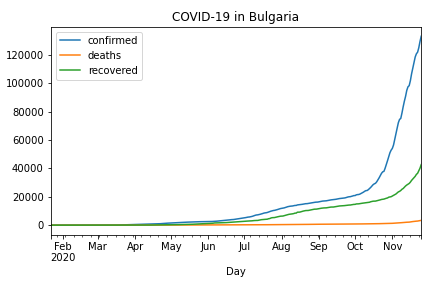 COVID-19 in Bulgaria
confirmed
deaths
recovered
140000
120000
100000
80000
60000
40000
20000
0
Feb Mar Apr May Jun Jul Aug Sep Oct Nov
2020
Day